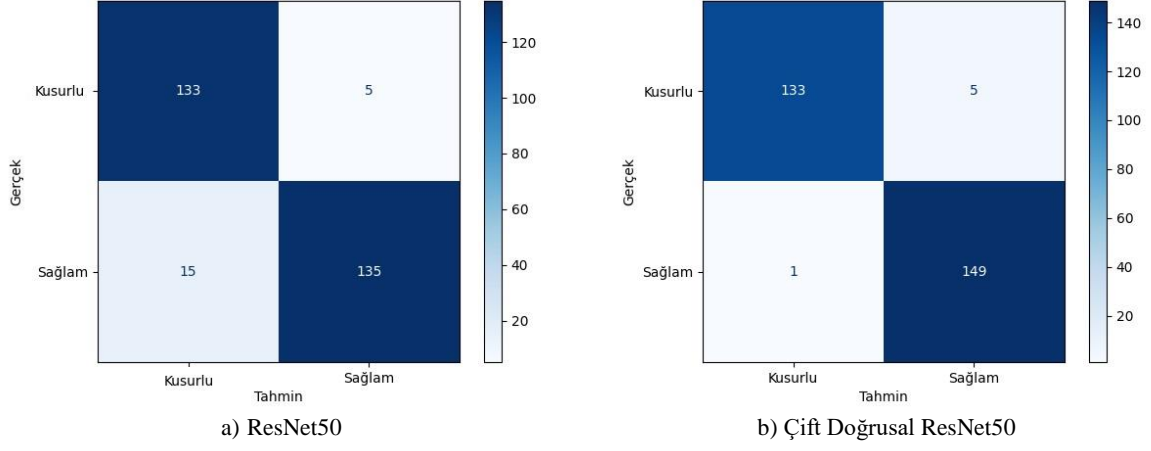 Kusurlu
Sağlam
Gerçek
133
5
15
135
Kusurlu
Sağlam
Tahmin
120
100
80
60
40
20
a) ResNet50
Kusurlu
Sağlam
Gerçek
133
5
1
149
Kusurlu
Sağlam
Tahmin
140
120
100
80
60
40
20
b) Çift Doğrusal ResNet50